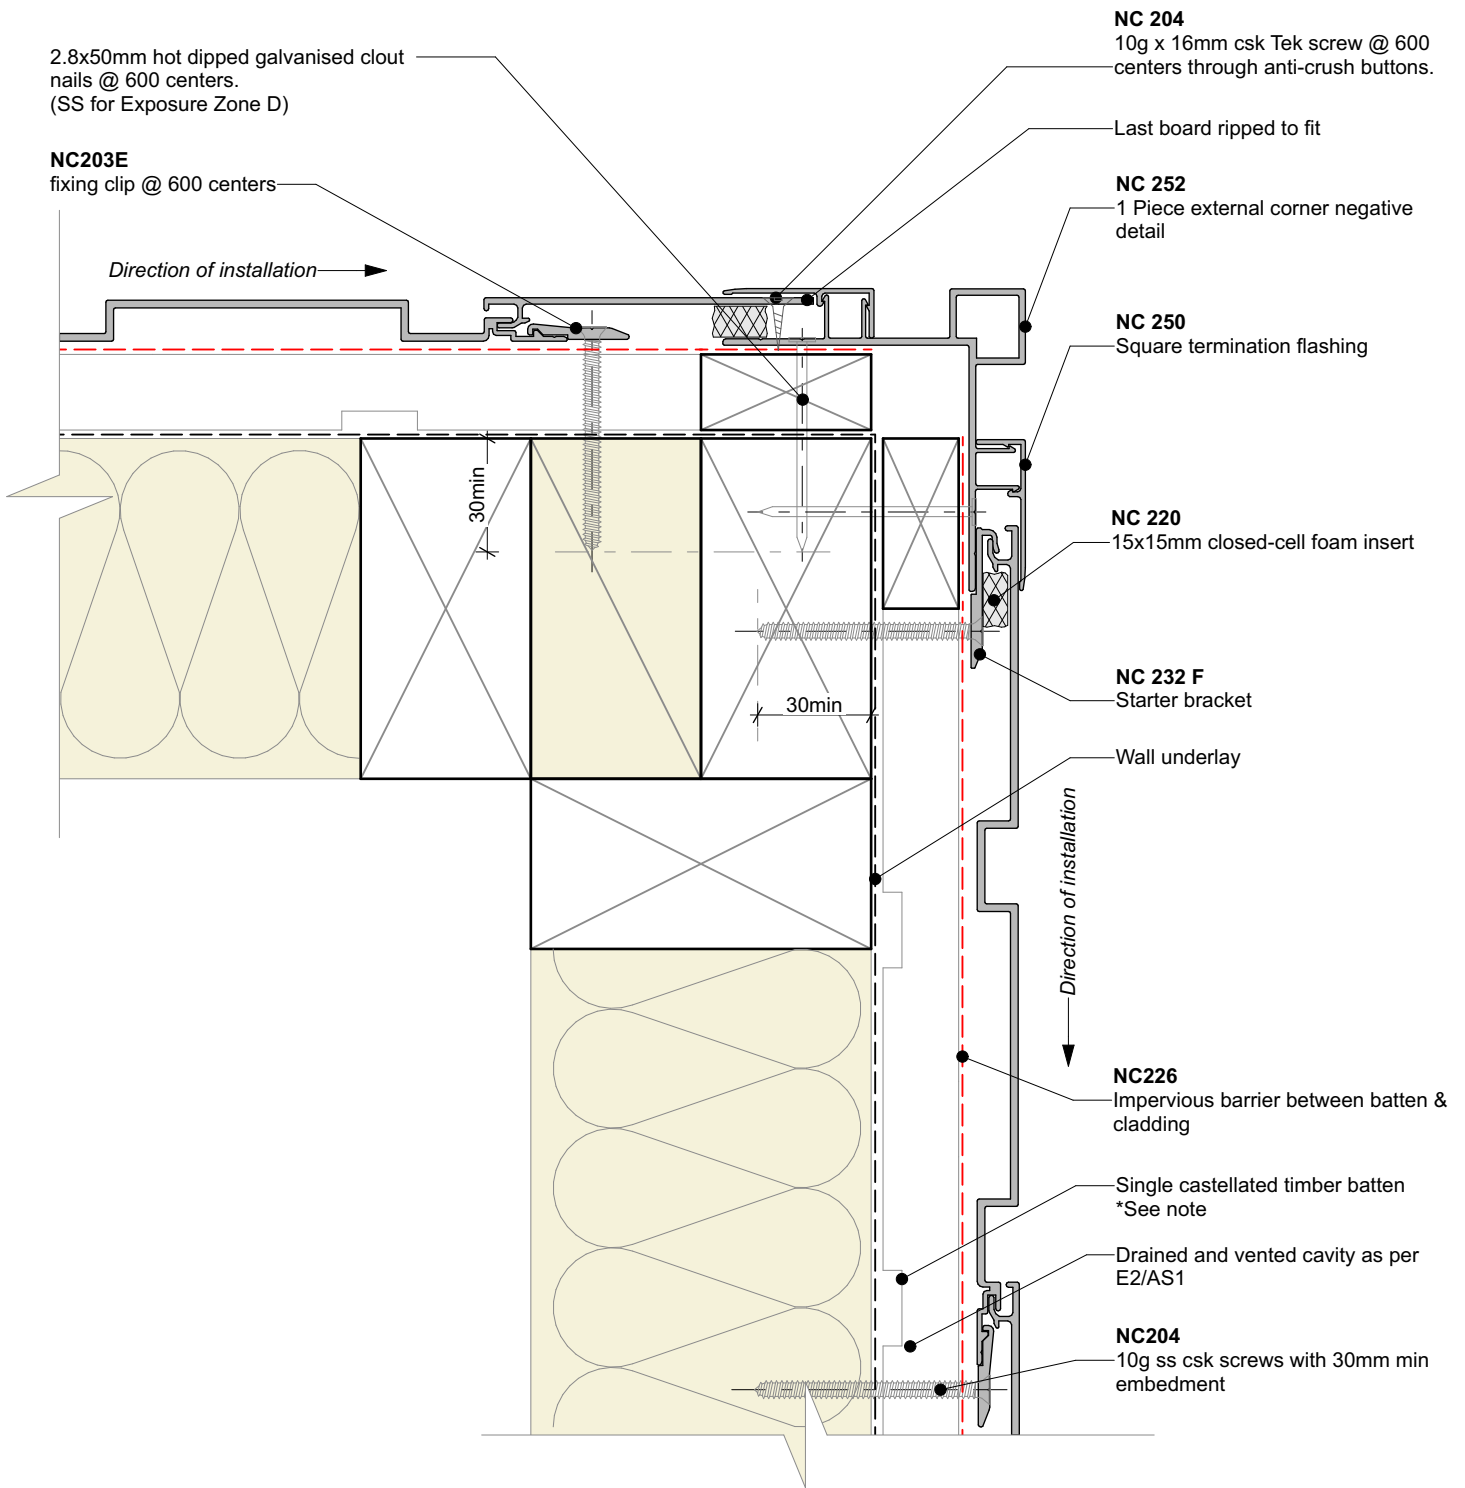 2.8x50mm hot dipped galvanised clout
nails @ 600 centers.
(SS for Exposure Zone D)
NC203E
fixing clip @ 600 centers
Direction of installation
NC 204
10g x 16mm csk Tek screw @ 600
centers through anti-crush buttons.
Last board ripped to fit
NC 252
1 Piece external corner negative
detail
NC 250
Square termination flashing
NC 220
15x15mm closed-cell foam insert
30min
NC 232 F
Starter bracket
30min
Wall underlay
Direction of installation
NC226
Impervious barrier between batten &
cladding
Single castellated timber batten
*See note
Drained and vented cavity as per
E2/AS1
NC204
10g ss csk screws with 30mm min
embedment